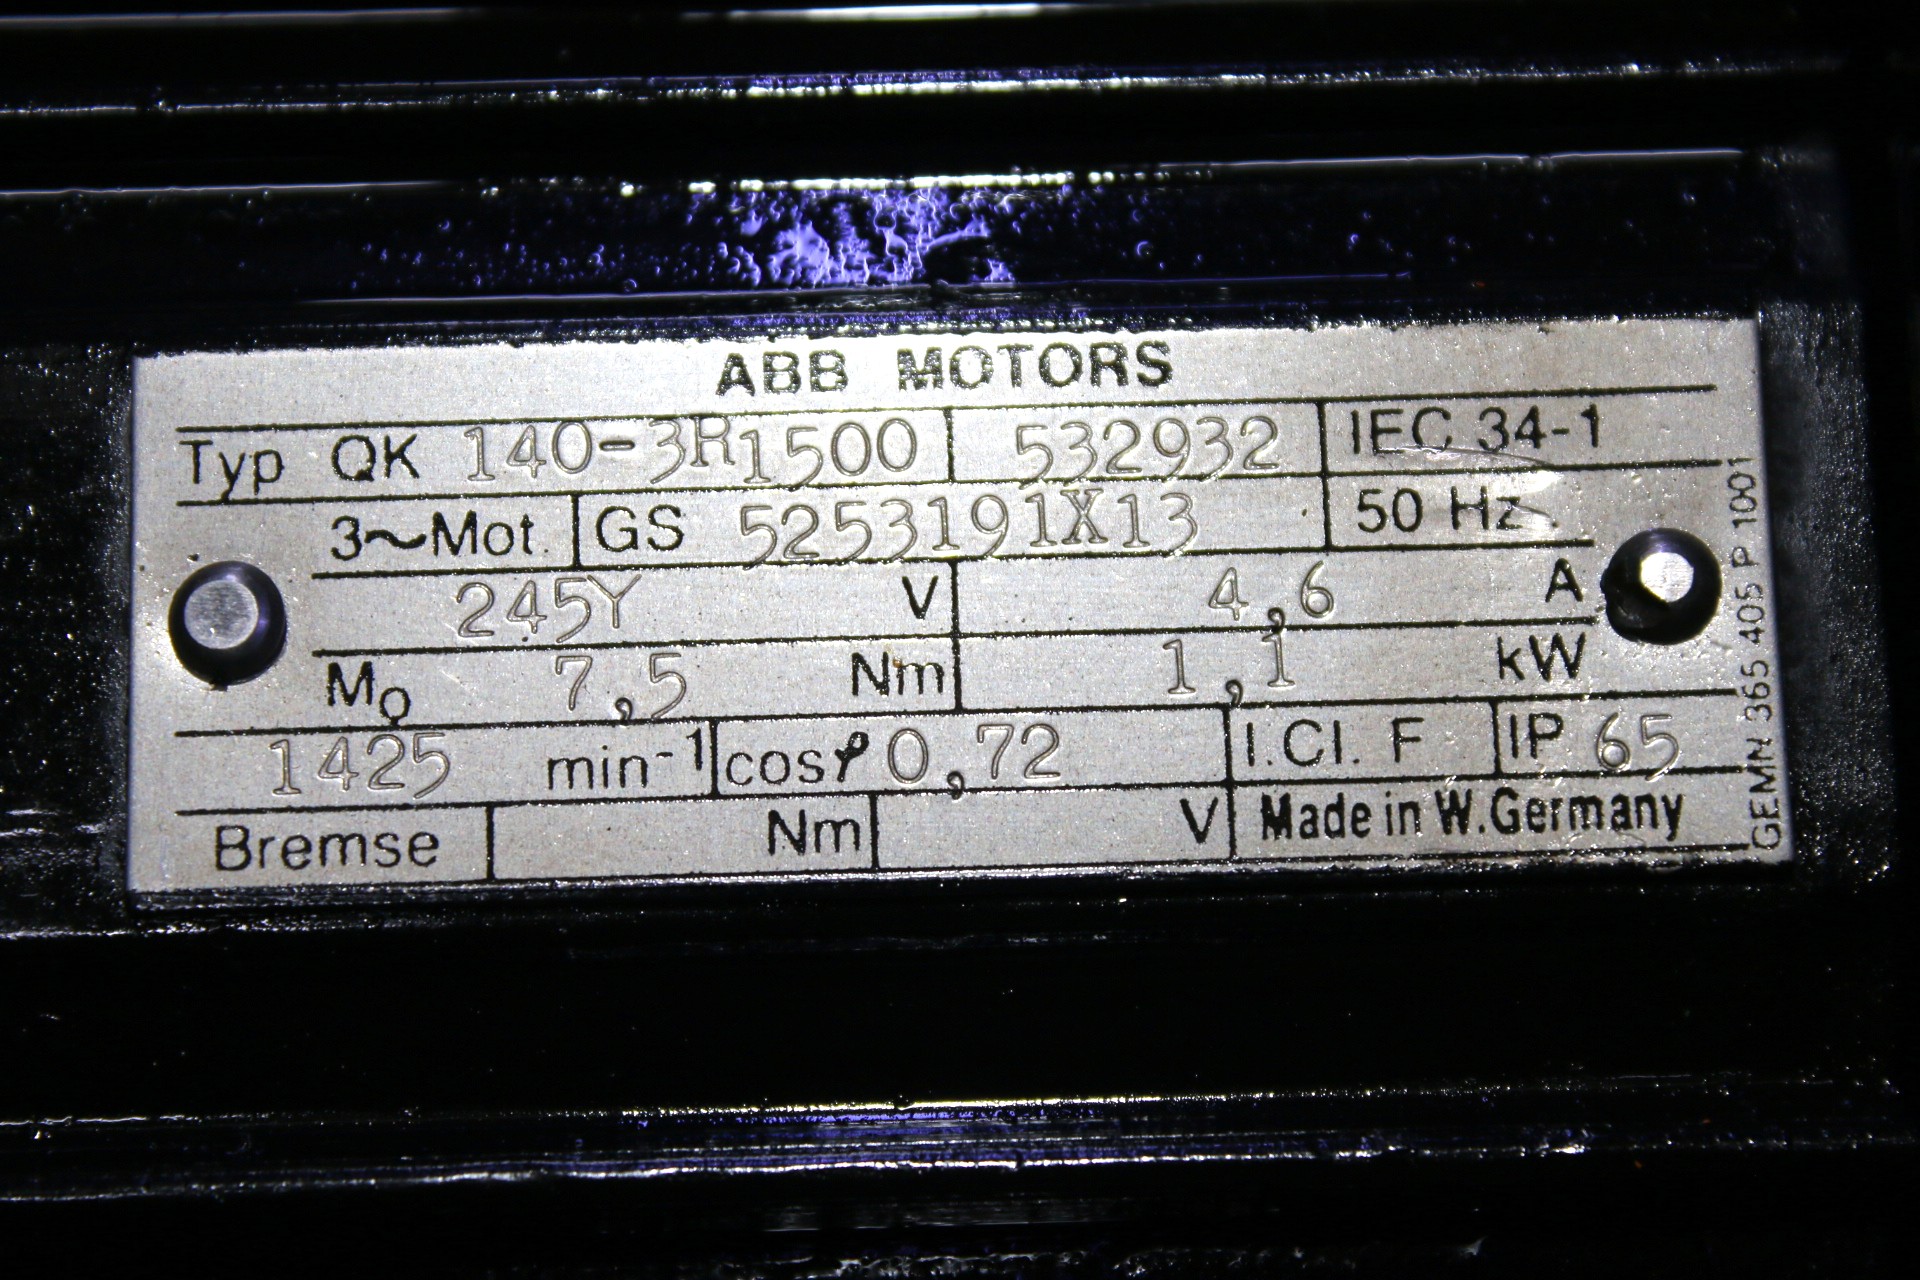 ABB MOTORS
Typ QK 140-3R1500 532932 IEC 34-1
3~Mot. GS 5253191X13 50 Hz
245Y V 4,6 A
M₀ 7,5 Nm 1,1 kW
1425 min⁻¹ cosφ 0,72 I.Cl. F IP 65
Bremse Nm V Made in W.Germany
GEMN 365 405 P 1001